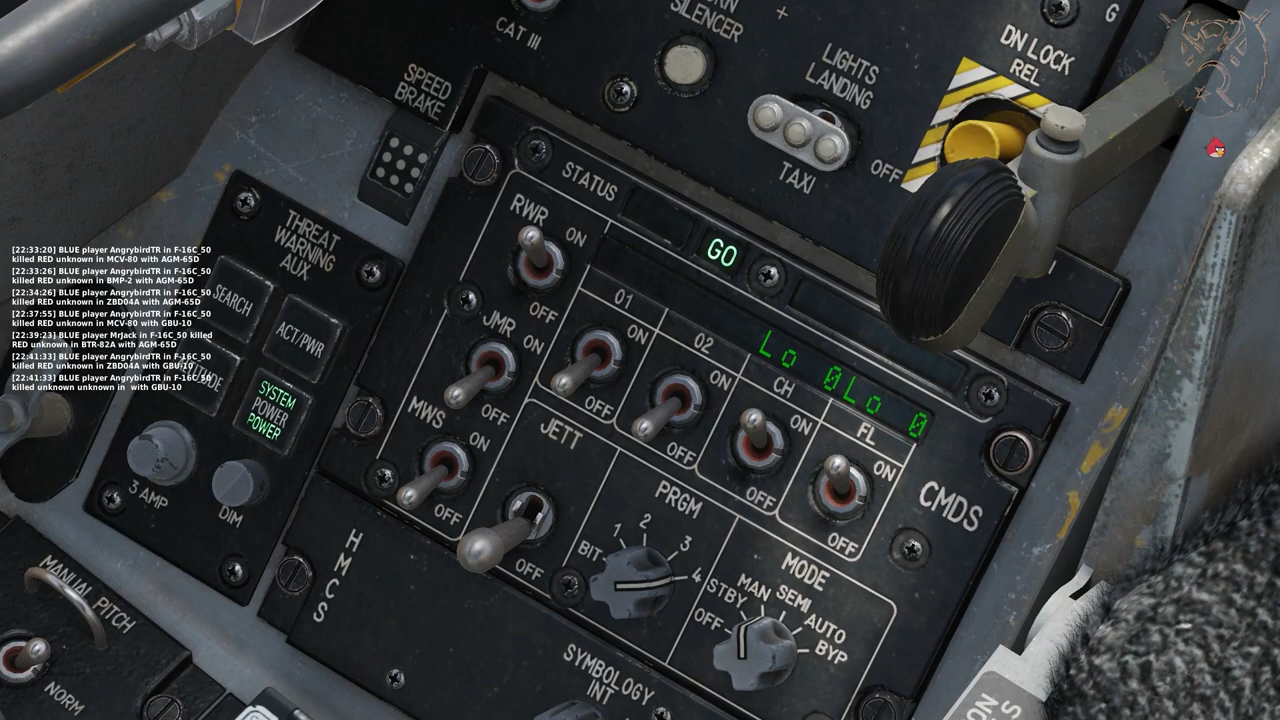 [22:33:20] BLUE player AngrybirdTR in F-16C_50
killed RED unknown in MCV-80 with AGM-65D
[22:33:26] BLUE player AngrybirdTR in F-16C_50
killed RED unknown in BMP-2 with AGM-65D
[22:34:26] BLUE player AngrybirdTR in F-16C_50
killed RED unknown in ZBD04A with AGM-65D
[22:37:55] BLUE player AngrybirdTR in F-16C_50
killed RED unknown in MCV-80 with GBU-10
[22:39:23] BLUE player MrJack in F-16C_50 killed
RED unknown in BTR-82A with AGM-65D
[22:41:33] BLUE player AngrybirdTR in F-16C_50
killed RED unknown in ZBD04A with GBU-10
[22:41:33] BLUE player AngrybirdTR in F-16C_50
killed unknown unknown in with GBU-10
CAT III
SILENCER
LIGHTS
LANDING
TAXI
OFF
DN LOCK
REL
G
SPEED
BRAKE
THREAT
WARNING
AUX
SEARCH
ACT/PWR
SYSTEM
POWER
POWER
3 AMP
DIM
STATUS
GO
RWR
ON
OFF
JMR
ON
OFF
MWS
ON
OFF
01
ON
OFF
02
ON
OFF
Lo 0Lo 0
CH
ON
OFF
FL
ON
OFF
CMDS
JETT
OFF
PRGM
BIT
1
2
3
4
MODE
OFF
STBY
MAN
SEMI
AUTO
BYP
HMCS
SYMBOLOGY
INT
MANUAL PITCH
NORM